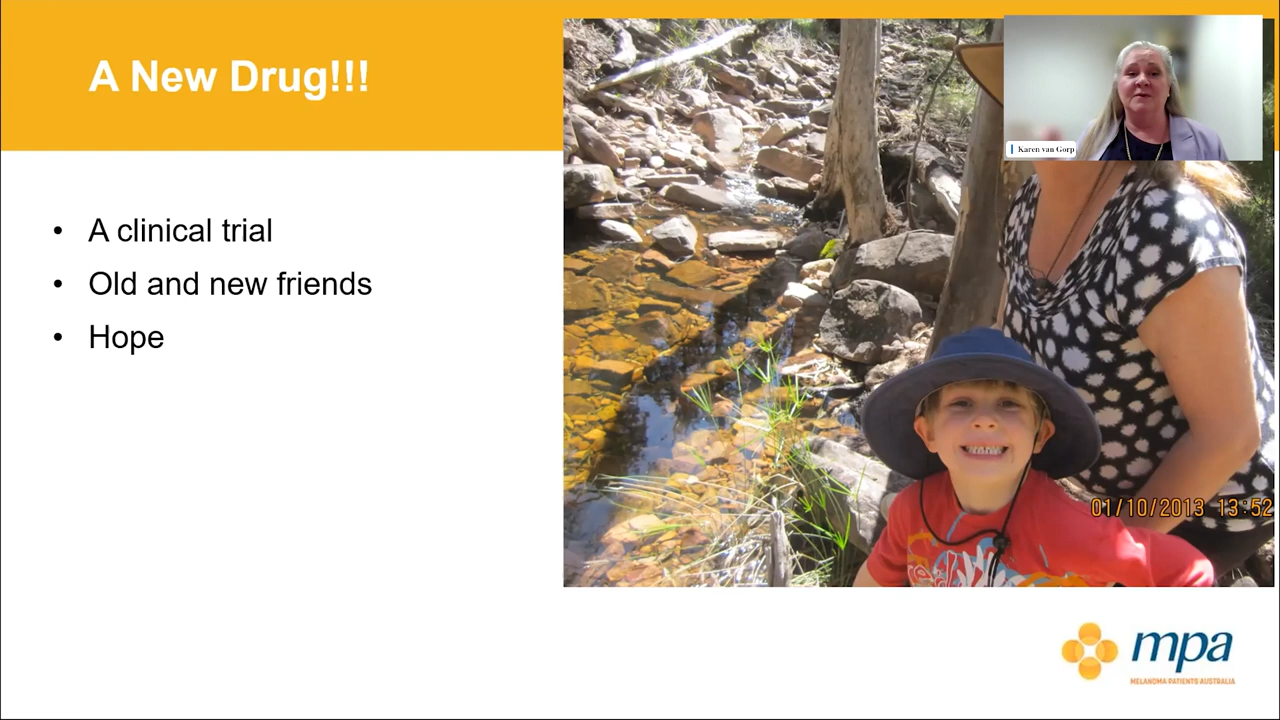 A New Drug!!!
Karen van Gorp
• A clinical trial
• Old and new friends
• Hope
01/10/2013 13:52
mpa
MELANOMA PATIENTS AUSTRALIA